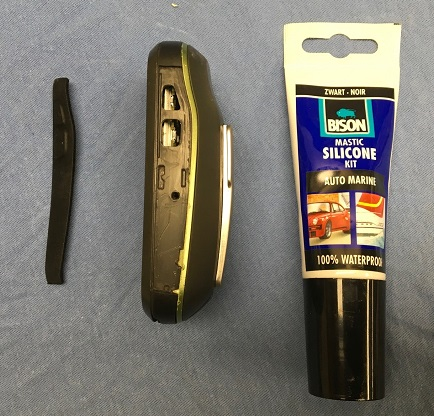 ZWART - NOIR
BISON
MASTIC
SILICONE
KIT
AUTO MARINE
100% WATERPROOF